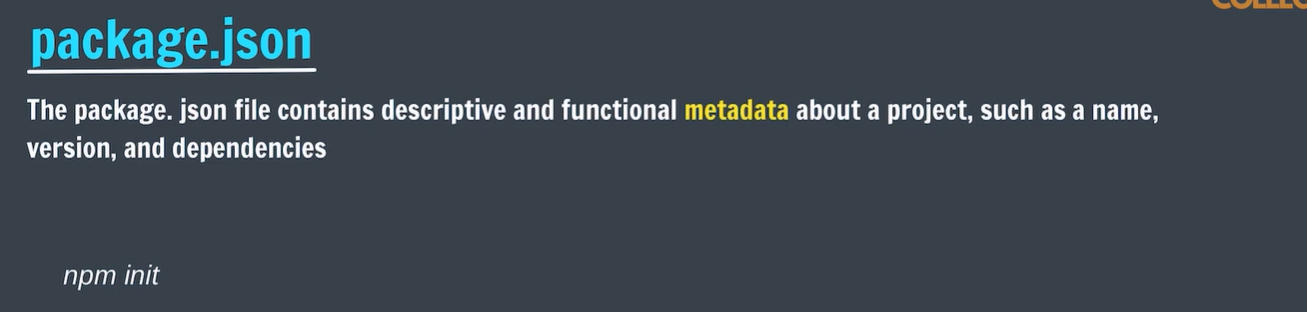 package.json
The package. json file contains descriptive and functional metadata about a project, such as a name,
version, and dependencies
npm init